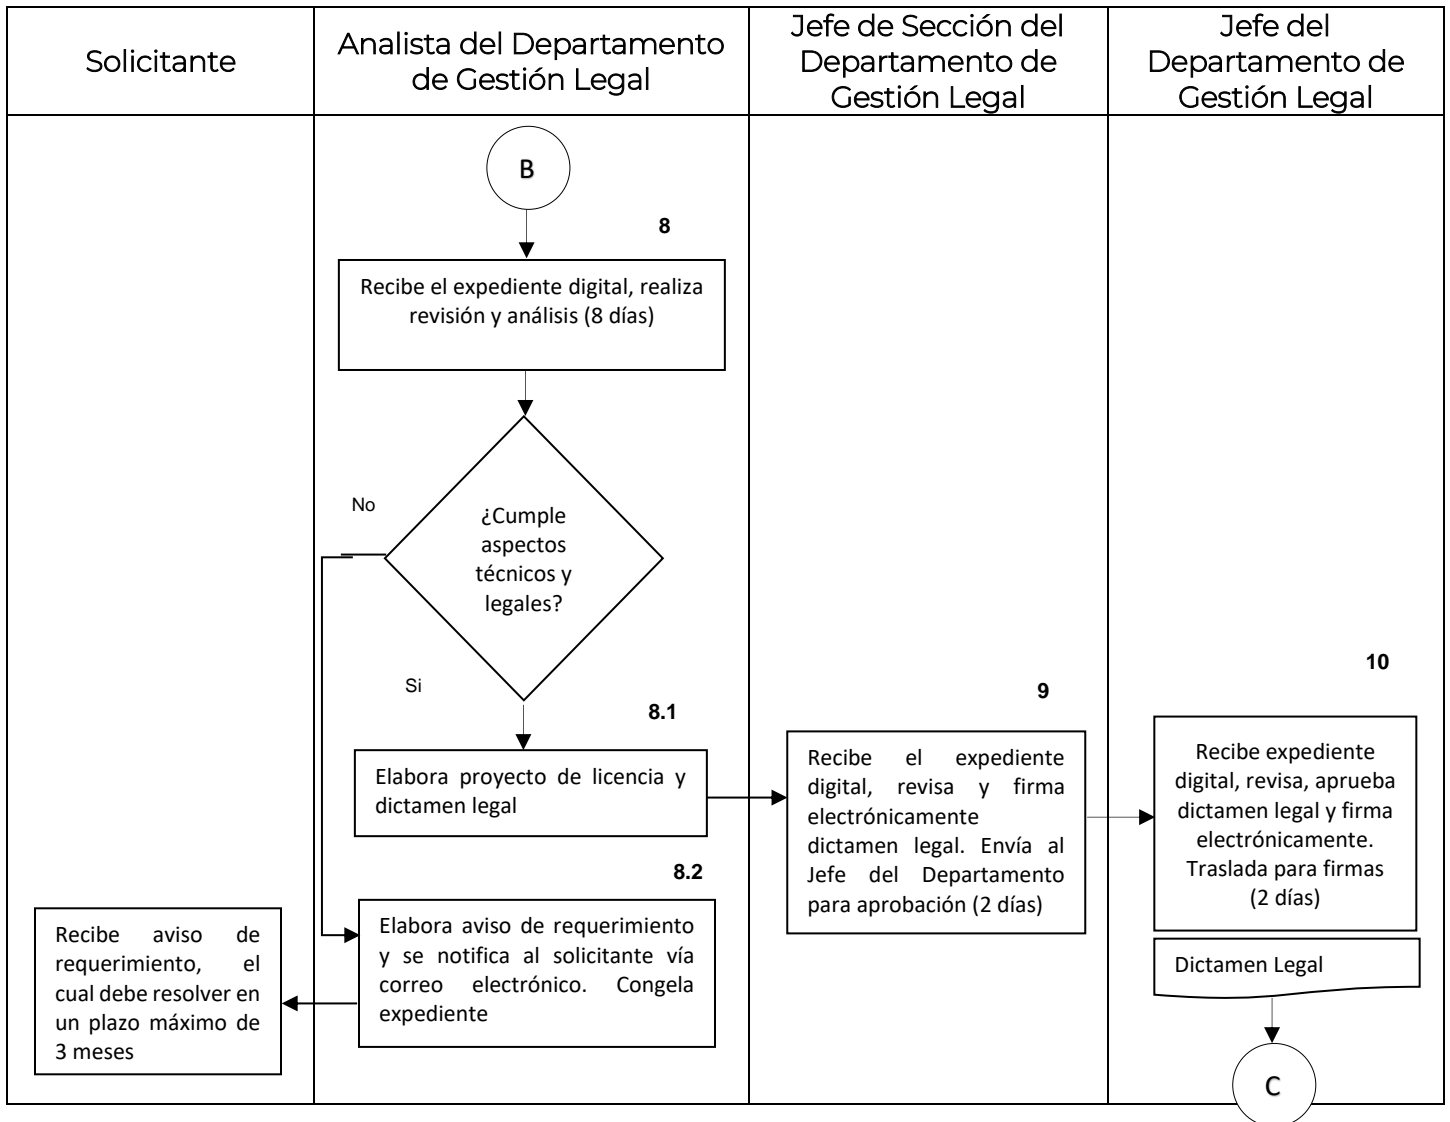 Solicitante
Analista del Departamento
de Gestión Legal
Jefe de Sección del
Departamento de
Gestión Legal
Jefe del
Departamento de
Gestión Legal
B
8
Recibe el expediente digital, realiza
revisión y análisis (8 días)
No
¿Cumple
aspectos
técnicos y
legales?
Si
8.1
Elabora proyecto de licencia y
dictamen legal
9
Recibe el expediente
digital, revisa y firma
electrónicamente
dictamen legal. Envía al
Jefe del Departamento
para aprobación (2 días)
10
Recibe expediente
digital, revisa, aprueba
dictamen legal y firma
electrónicamente.
Traslada para firmas
(2 días)
Dictamen Legal
8.2
Elabora aviso de requerimiento
y se notifica al solicitante vía
correo electrónico. Congela
expediente
Recibe aviso de
requerimiento, el
cual debe resolver en
un plazo máximo de
3 meses
C